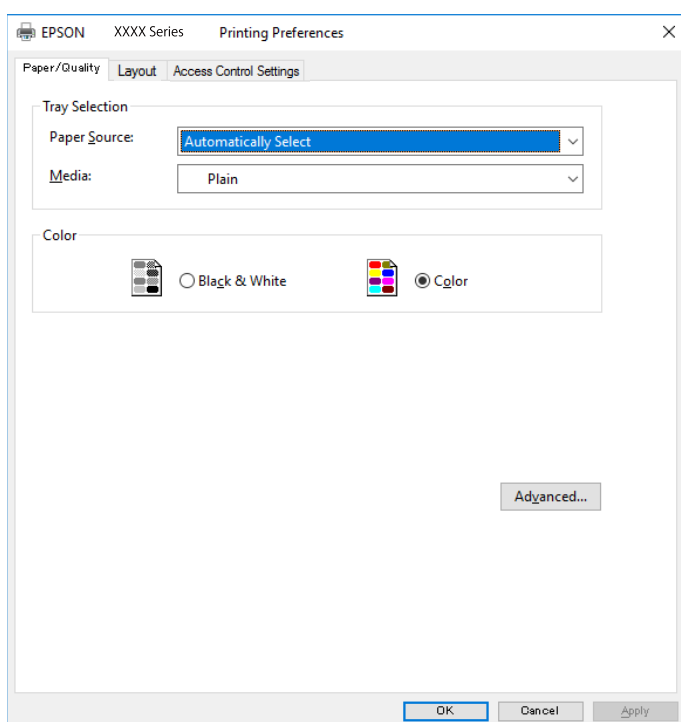 EPSON XXXX Series Printing Preferences
Paper/Quality Layout Access Control Settings
Tray Selection
Paper Source: Automatically Select
Media: Plain
Color
Black & White Color
Advanced...
OK Cancel Apply